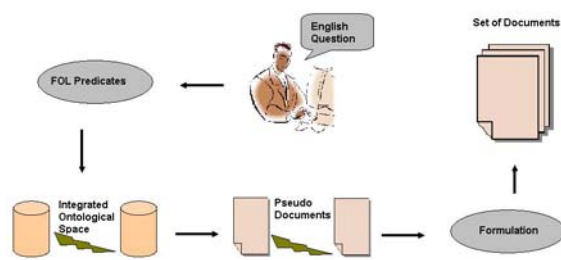 English
Question
Set of Documents
FOL Predicates
Integrated
Ontological
Space
Pseudo
Documents
Formulation